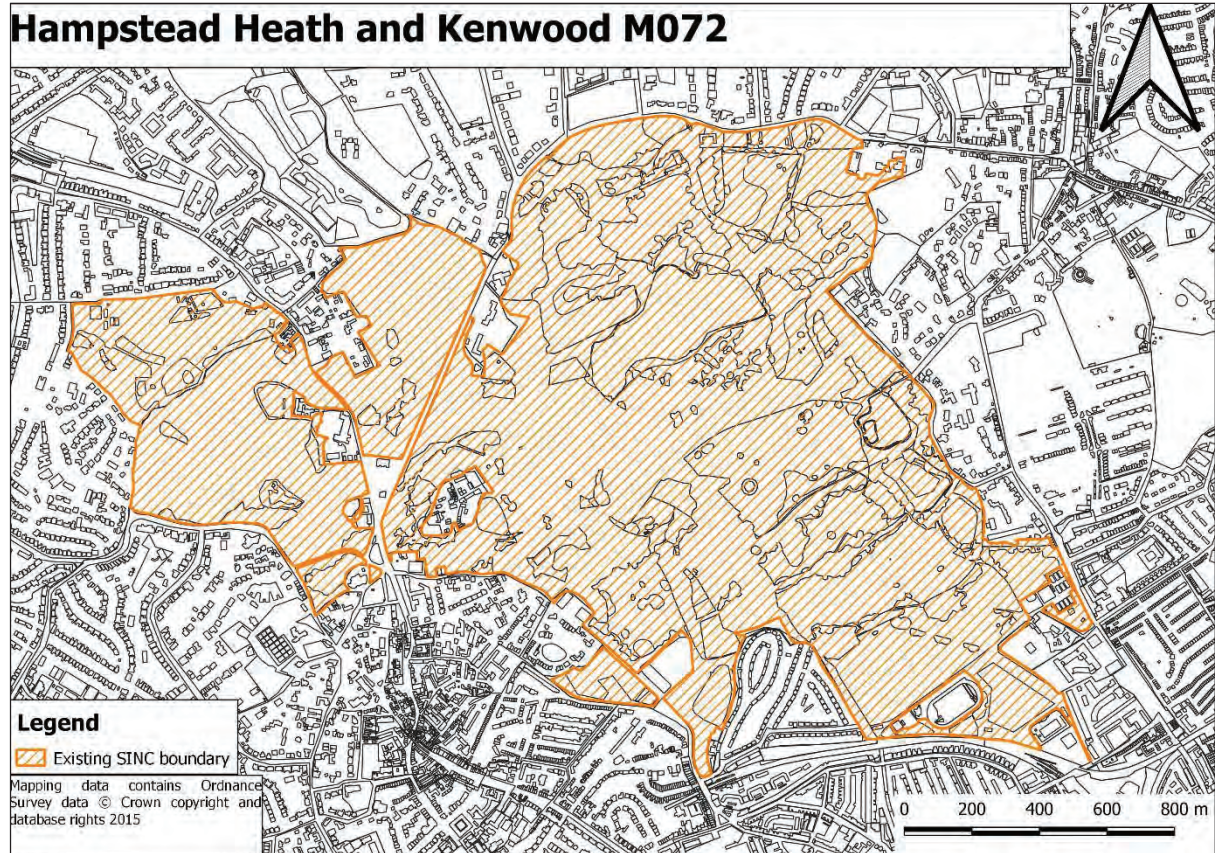 Hampstead Heath and Kenwood M072
Legend
Existing SINC boundary
Mapping data contains Ordnance
Survey data © Crown copyright and
database rights 2015
0 200 400 600 800 m